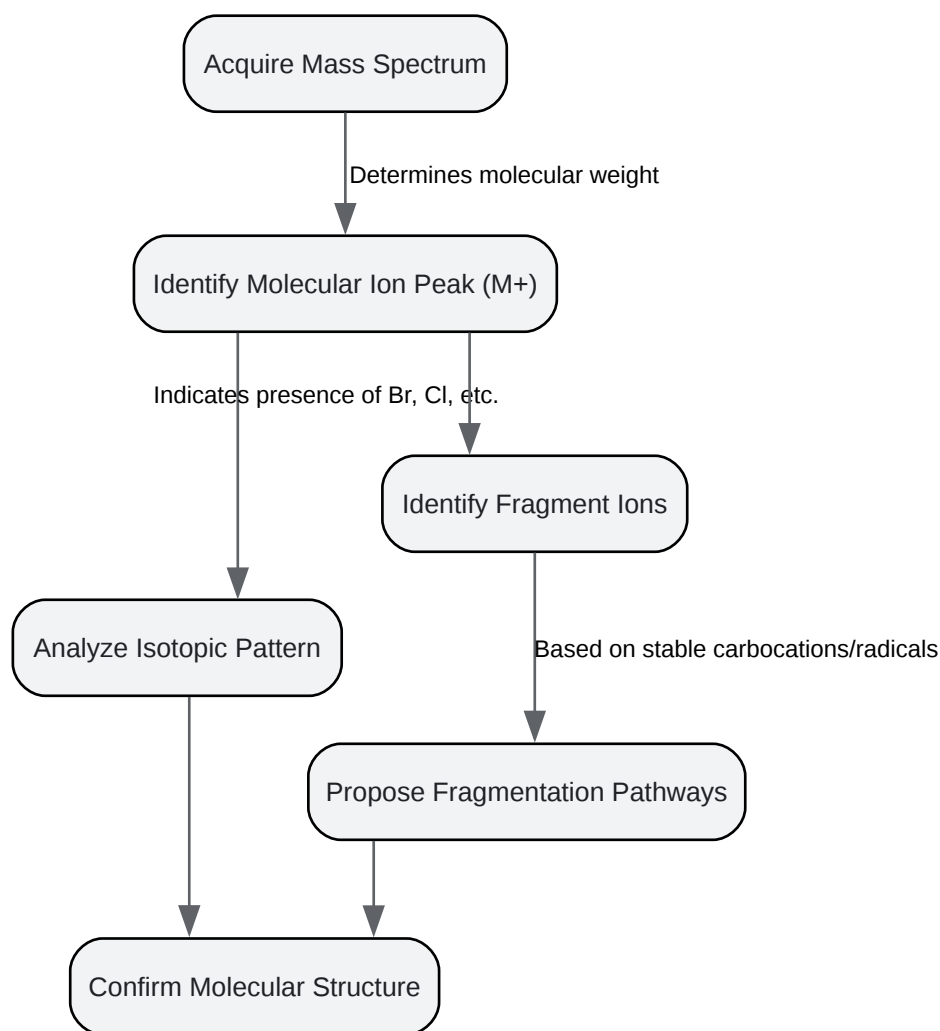 Acquire Mass Spectrum
Determines molecular weight
Identify Molecular Ion Peak (M+)
Indicates presence of Br, Cl, etc.
Identify Fragment Ions
Analyze Isotopic Pattern
Based on stable carbocations/radicals
Propose Fragmentation Pathways
Confirm Molecular Structure